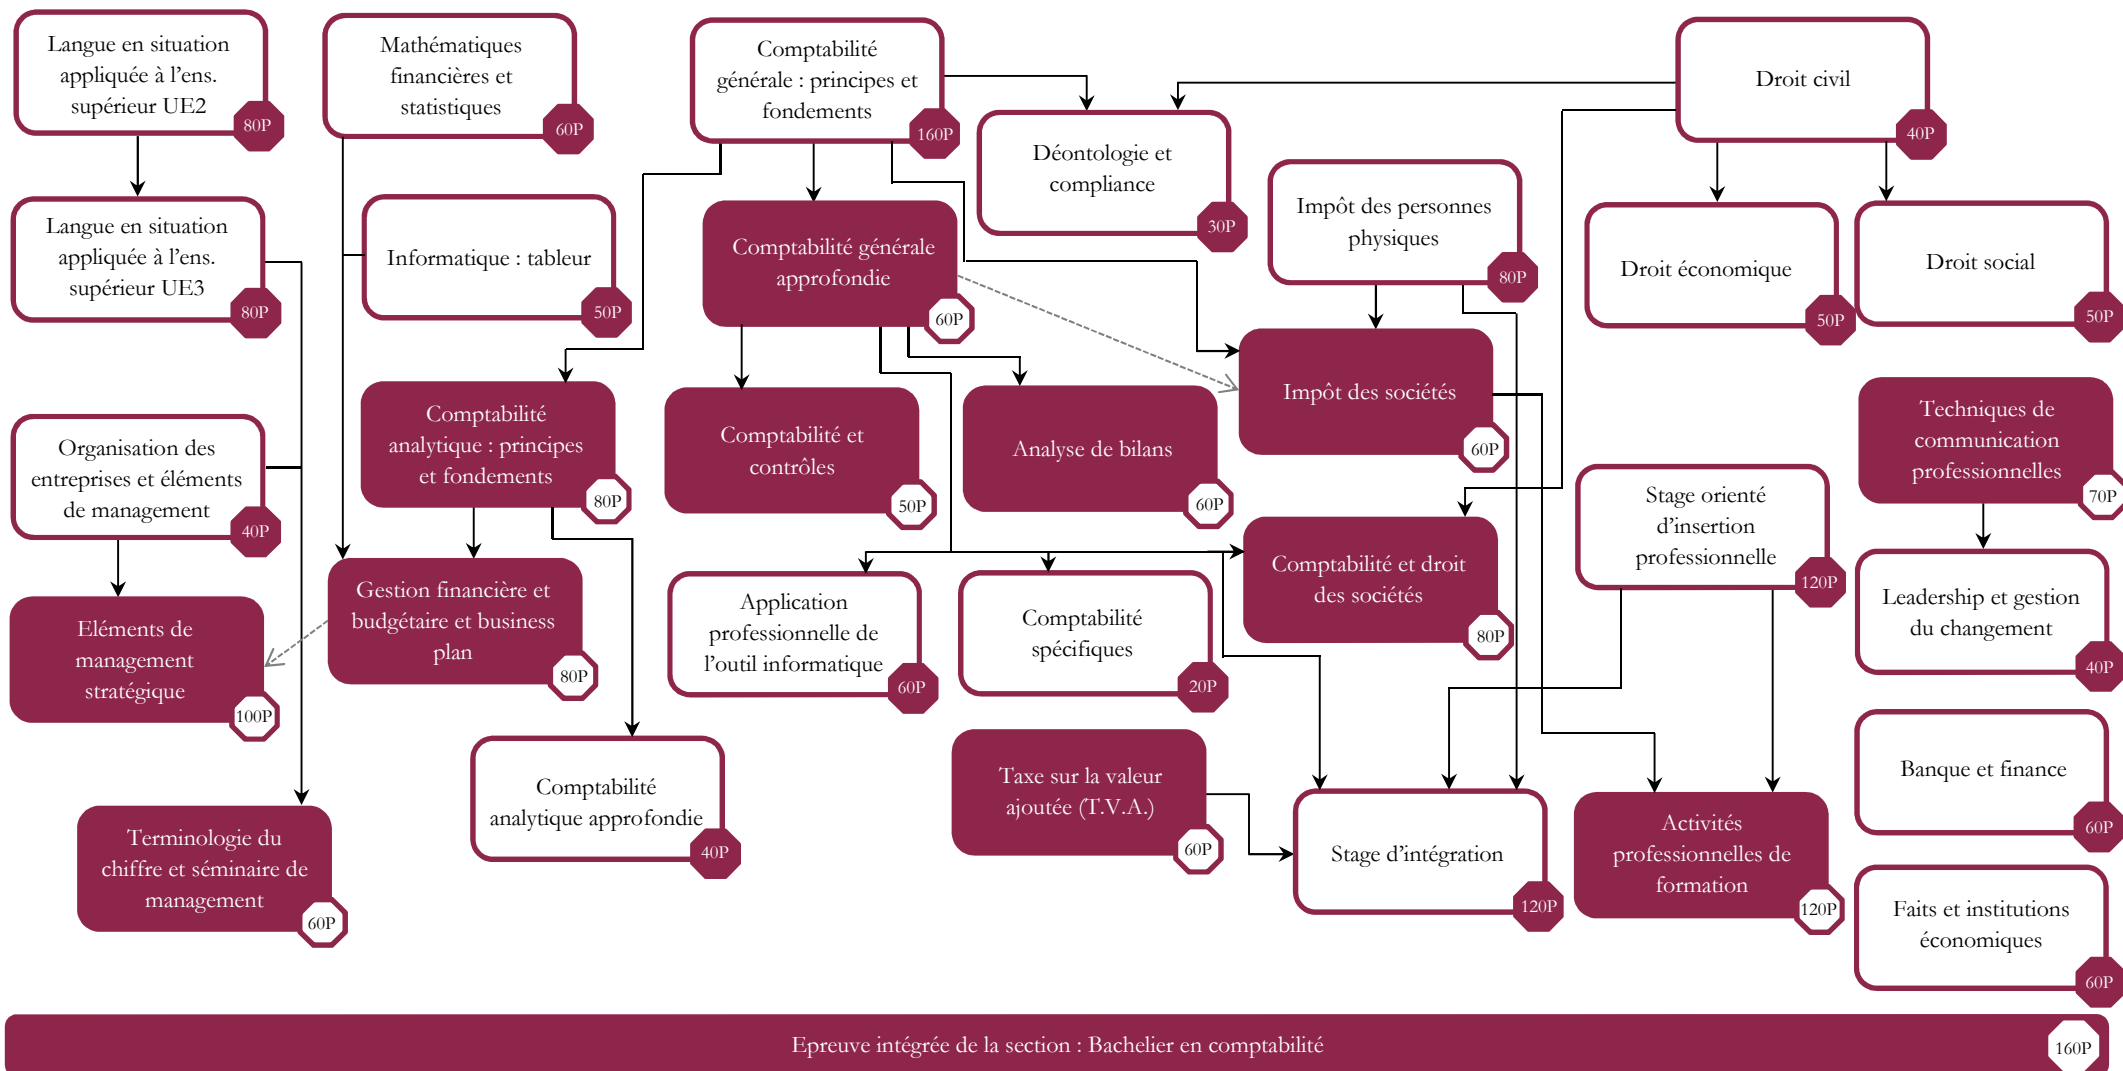 Langue en situation
appliquée à l'ens.
supérieur UE2
80P
Mathématiques
financières et
statistiques
60P
Comptabilité
générale : principes et
fondements
160P
Droit civil
40P
Déontologie et
compliance
30P
Impôt des personnes
physiques
80P
Langue en situation
appliquée à l'ens.
supérieur UE3
80P
Informatique : tableur
50P
Comptabilité générale
approfondie
60P
Droit économique
50P
Droit social
50P
Organisation des
entreprises et éléments
de management
40P
Comptabilité
analytique : principes
et fondements
80P
Comptabilité et
contrôles
50P
Analyse de bilans
60P
Impôt des sociétés
60P
Stage orienté
d'insertion
professionnelle
120P
Techniques de
communication
professionnelles
70P
Eléments de
management
stratégique
100P
Gestion financière et
budgétaire et business
plan
80P
Application
professionnelle de
l'outil informatique
60P
Comptabilité
spécifiques
20P
Comptabilité et droit
des sociétés
80P
Leadership et gestion
du changement
40P
Terminologie du
chiffre et séminaire de
management
60P
Comptabilité
analytique approfondie
40P
Taxe sur la valeur
ajoutée (T.V.A.)
60P
Stage d'intégration
120P
Activités
professionnelles de
formation
120P
Banque et finance
60P
Faits et institutions
économiques
60P
Epreuve intégrée de la section : Bachelier en comptabilité
160P